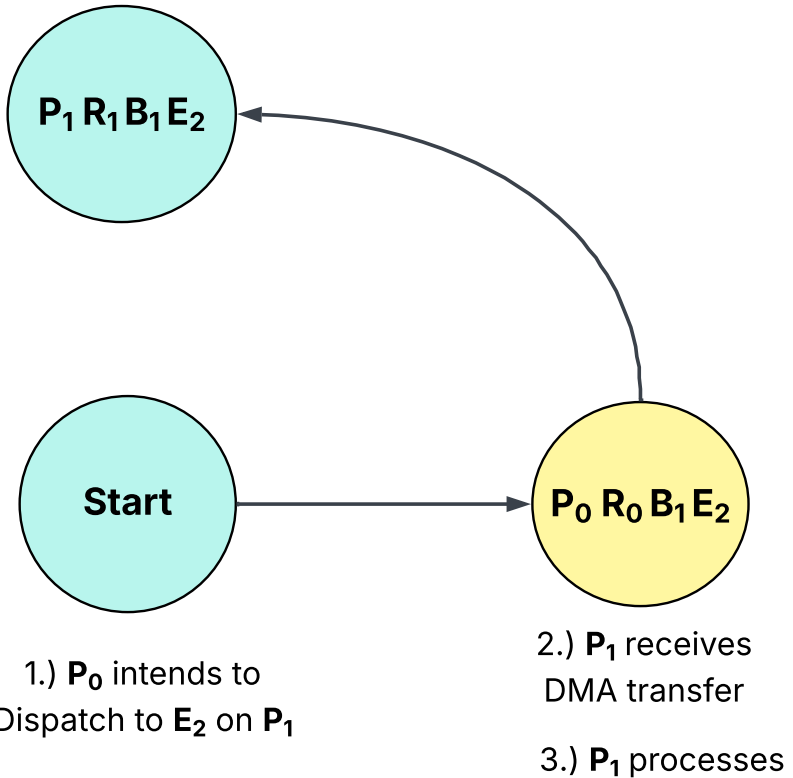 P₁ R₁ B₁ E₂
Start
P₀ R₀ B₁ E₂
1.) P₀ intends to
Dispatch to E₂ on P₁
2.) P₁ receives
DMA transfer
3.) P₁ processes